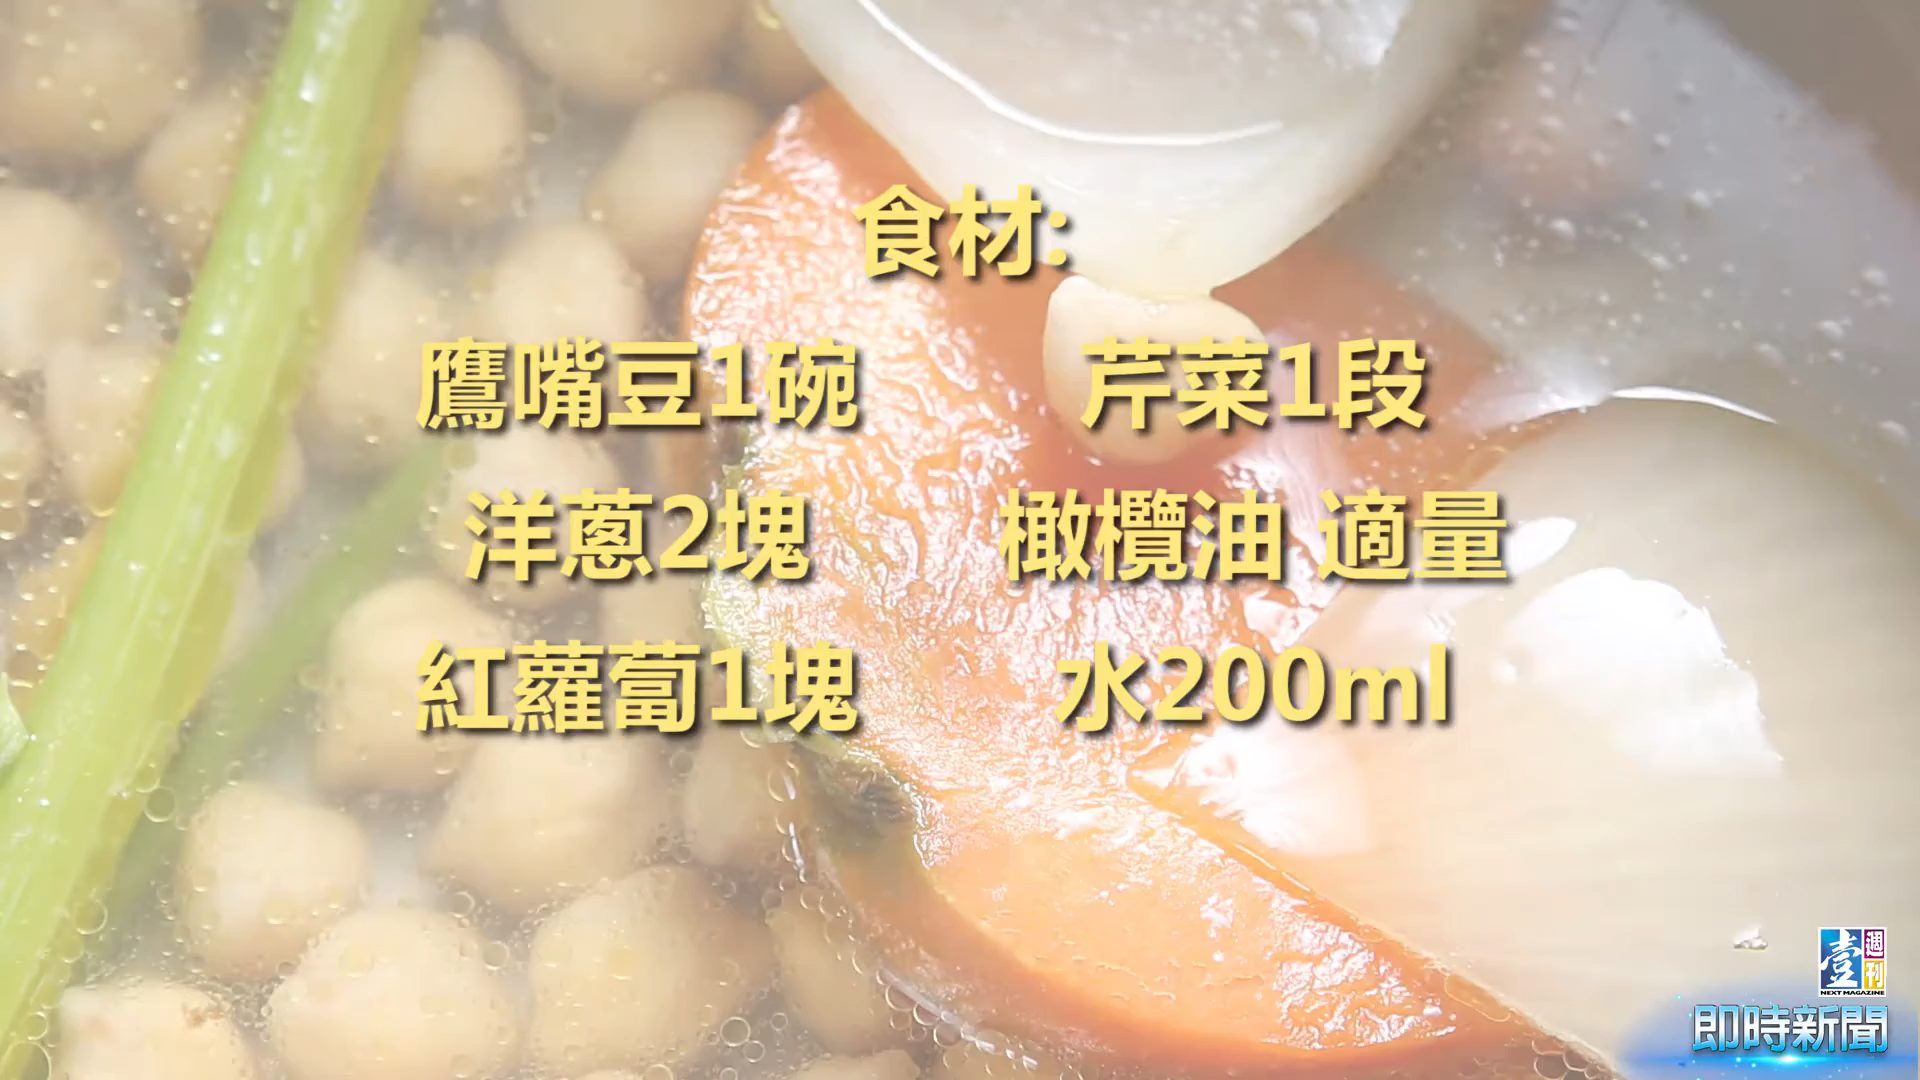 食材:
鷹嘴豆1碗
洋蔥2塊
紅蘿蔔1塊
芹菜1段
橄欖油 適量
水200ml
壹週刊
NEXT MAGAZINE
即時新聞